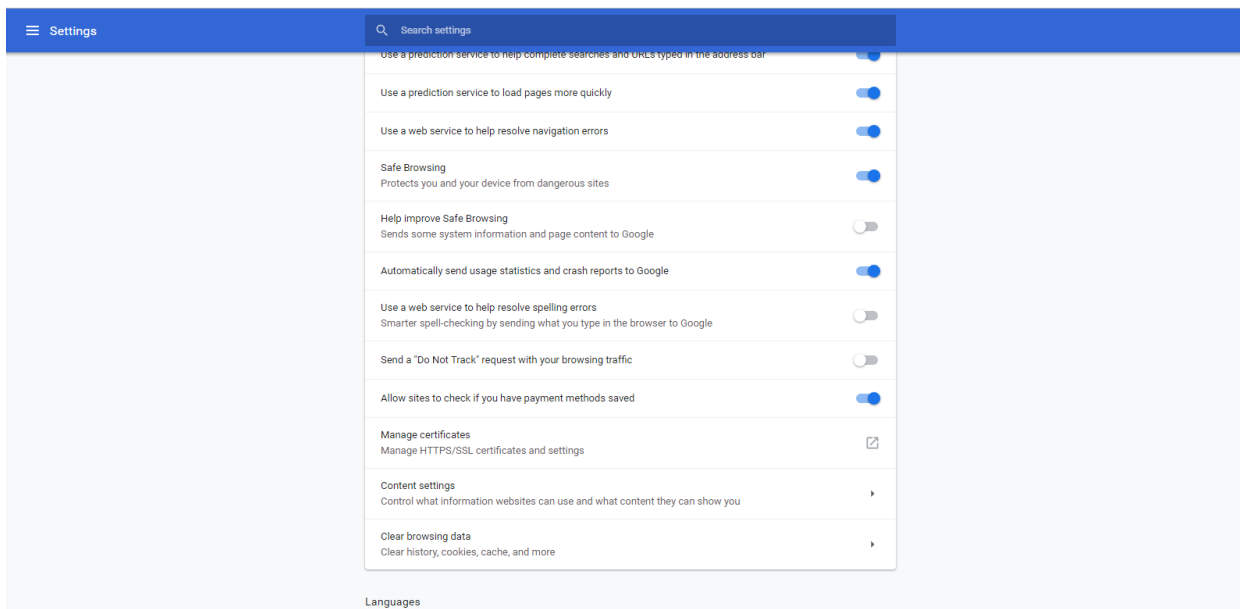 Settings
Search settings
Use a prediction service to help complete searches and URLs typed in the address bar
Use a prediction service to load pages more quickly
Use a web service to help resolve navigation errors
Safe Browsing
Protects you and your device from dangerous sites
Help improve Safe Browsing
Sends some system information and page content to Google
Automatically send usage statistics and crash reports to Google
Use a web service to help resolve spelling errors
Smarter spell-checking by sending what you type in the browser to Google
Send a "Do Not Track" request with your browsing traffic
Allow sites to check if you have payment methods saved
Manage certificates
Manage HTTPS/SSL certificates and settings
Content settings
Control what information websites can use and what content they can show you
Clear browsing data
Clear history, cookies, cache, and more
Languages